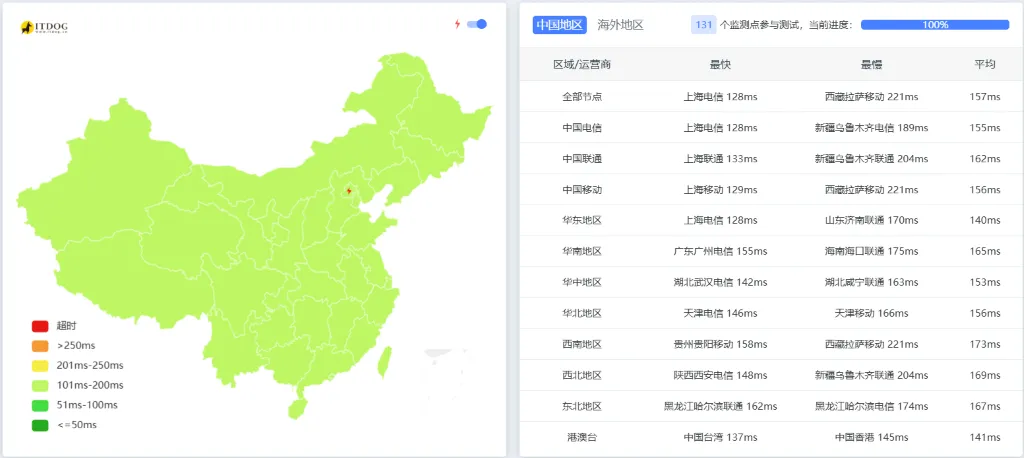 ITDOG
www.itdog.cn
超时
>250ms
201ms-250ms
101ms-200ms
51ms-100ms
<=50ms
中国地区 海外地区 131 个监测点参与测试，当前进度： 100%
区域/运营商 最快 最慢 平均
全部节点 上海电信 128ms 西藏拉萨移动 221ms 157ms
中国电信 上海电信 128ms 新疆乌鲁木齐电信 189ms 155ms
中国联通 上海联通 133ms 新疆乌鲁木齐联通 204ms 162ms
中国移动 上海移动 129ms 西藏拉萨移动 221ms 156ms
华东地区 上海电信 128ms 山东济南联通 170ms 140ms
华南地区 广东广州电信 155ms 海南海口联通 175ms 165ms
华中地区 湖北武汉电信 142ms 湖北咸宁联通 163ms 153ms
华北地区 天津电信 146ms 天津移动 166ms 156ms
西南地区 贵州贵阳移动 158ms 西藏拉萨移动 221ms 173ms
西北地区 陕西西安电信 148ms 新疆乌鲁木齐联通 204ms 169ms
东北地区 黑龙江哈尔滨联通 162ms 黑龙江哈尔滨电信 174ms 167ms
港澳台 中国台湾 137ms 中国香港 145ms 141ms